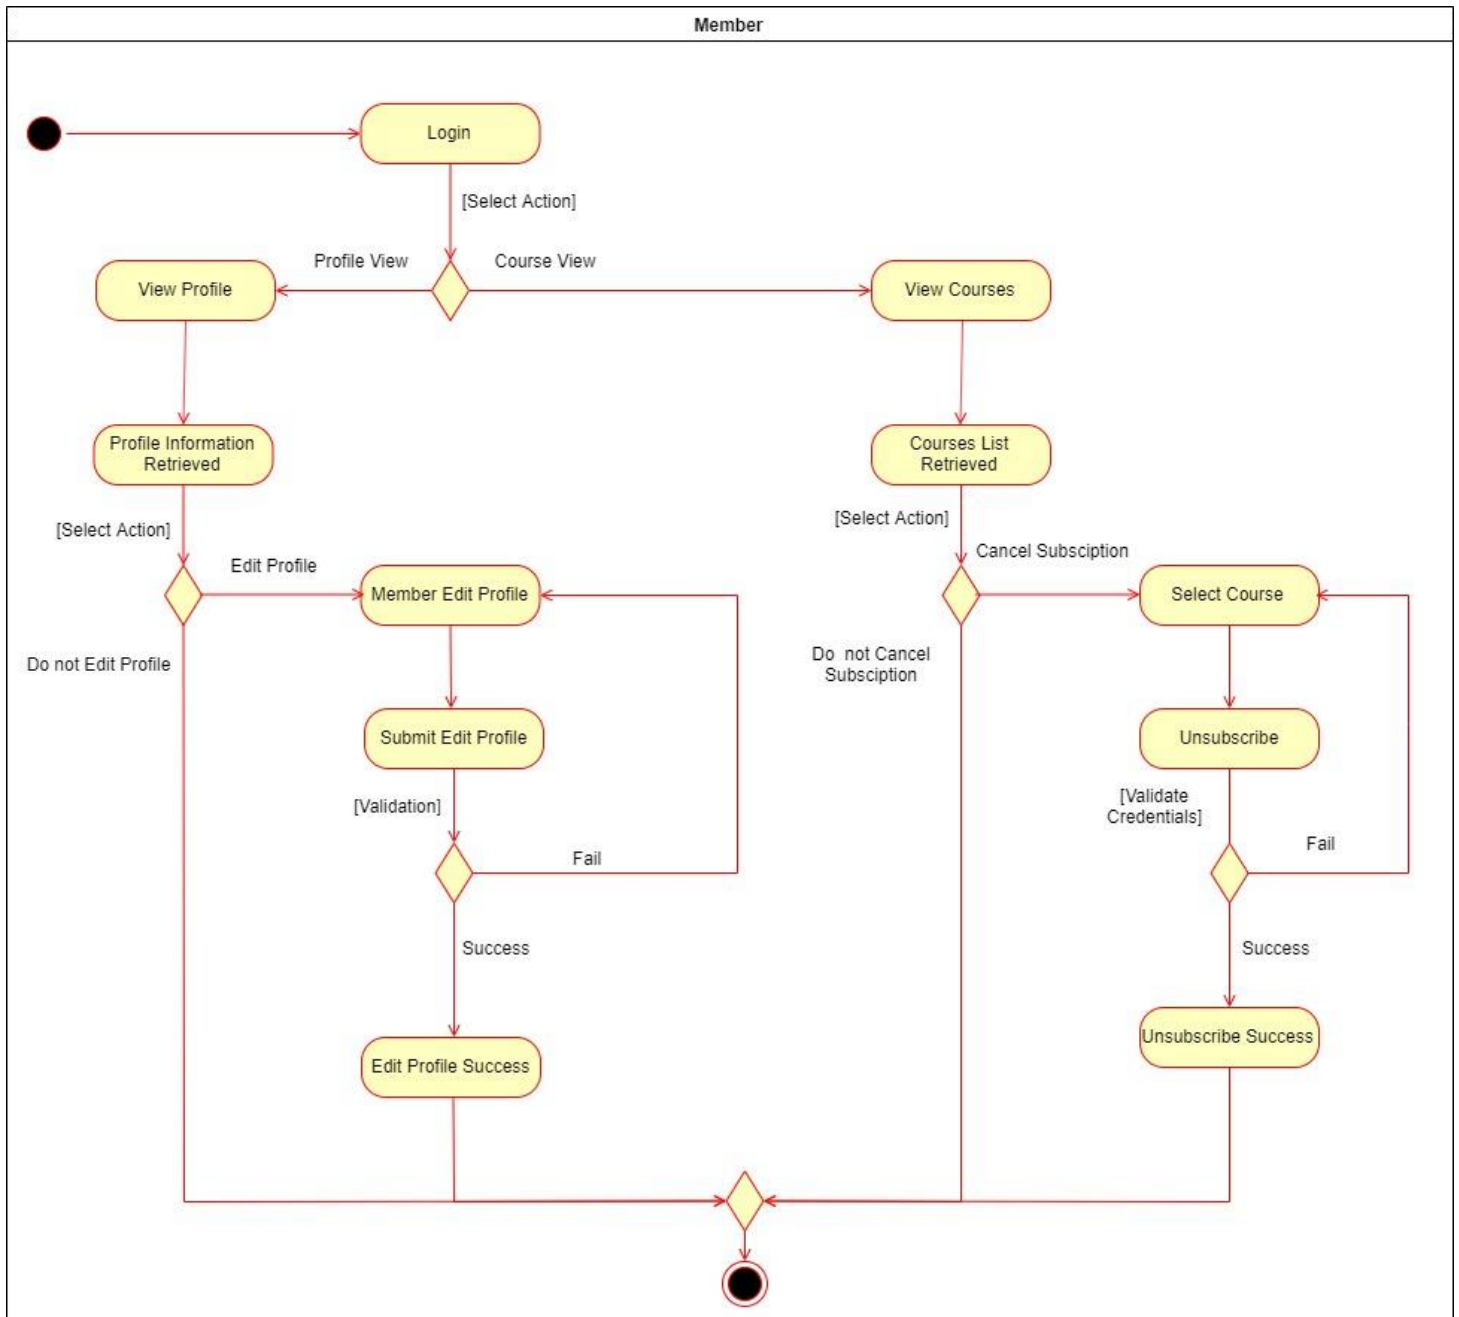 Member
Login
[Select Action]
Profile View
Course View
View Profile
View Courses
Profile Information
Retrieved
Courses List
Retrieved
[Select Action]
[Select Action]
Edit Profile
Cancel Subsciption
Member Edit Profile
Select Course
Do not Edit Profile
Do  not Cancel
Subsciption
Submit Edit Profile
Unsubscribe
[Validation]
[Validate
Credentials]
Fail
Fail
Success
Success
Edit Profile Success
Unsubscribe Success